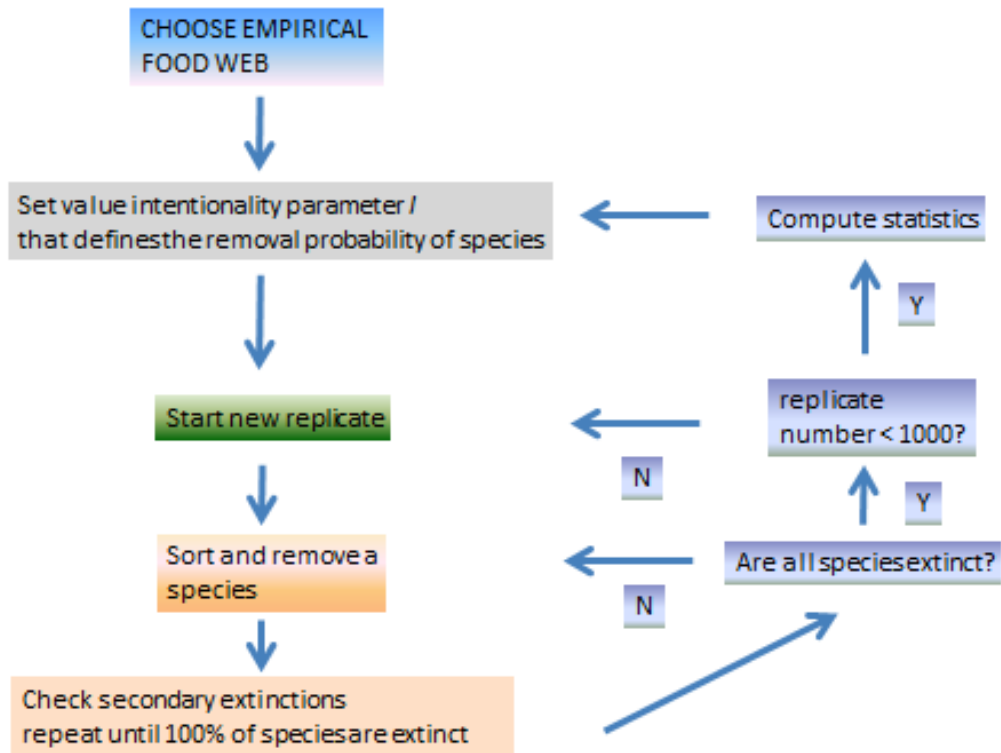 CHOOSE EMPIRICAL
FOOD WEB
Set value intentionality parameter I
that defines the removal probability of species
Compute statistics
Y
Start new replicate
replicate
number < 1000?
N
Y
Sort and remove a
species
Are all species extinct?
N
Check secondary extinctions
repeat until 100% of species are extinct